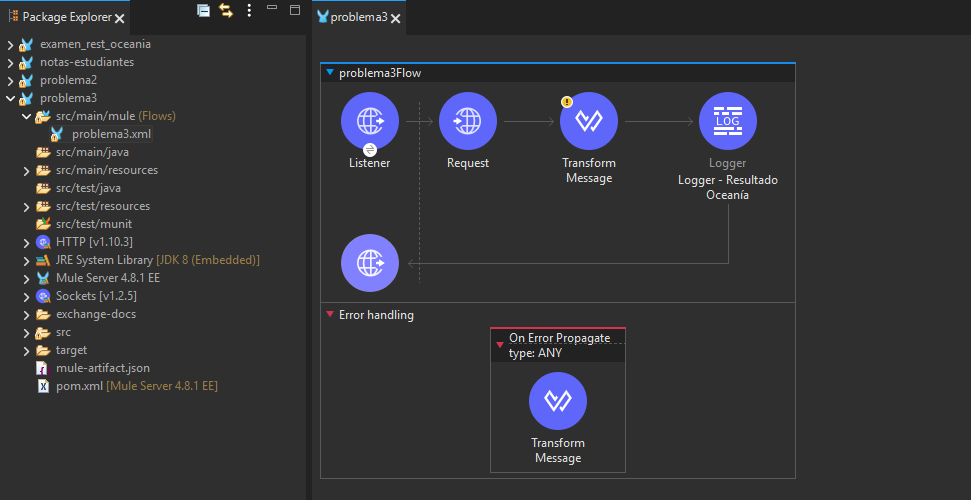 Package Explorer
examen_rest_oceania
notas-estudiantes
problema2
problema3
src/main/mule (Flows)
problema3.xml
src/main/java
src/main/resources
src/test/java
src/test/resources
src/test/munit
HTTP [v1.10.3]
JRE System Library [JDK 8 (Embedded)]
Mule Server 4.8.1 EE
Sockets [v1.2.5]
exchange-docs
src
target
mule-artifact.json
pom.xml [Mule Server 4.8.1 EE]
problema3
problema3Flow
Listener
Request
Transform
Message
LOG
Logger
Logger - Resultado
Oceanía
Error handling
On Error Propagate
type: ANY
Transform
Message